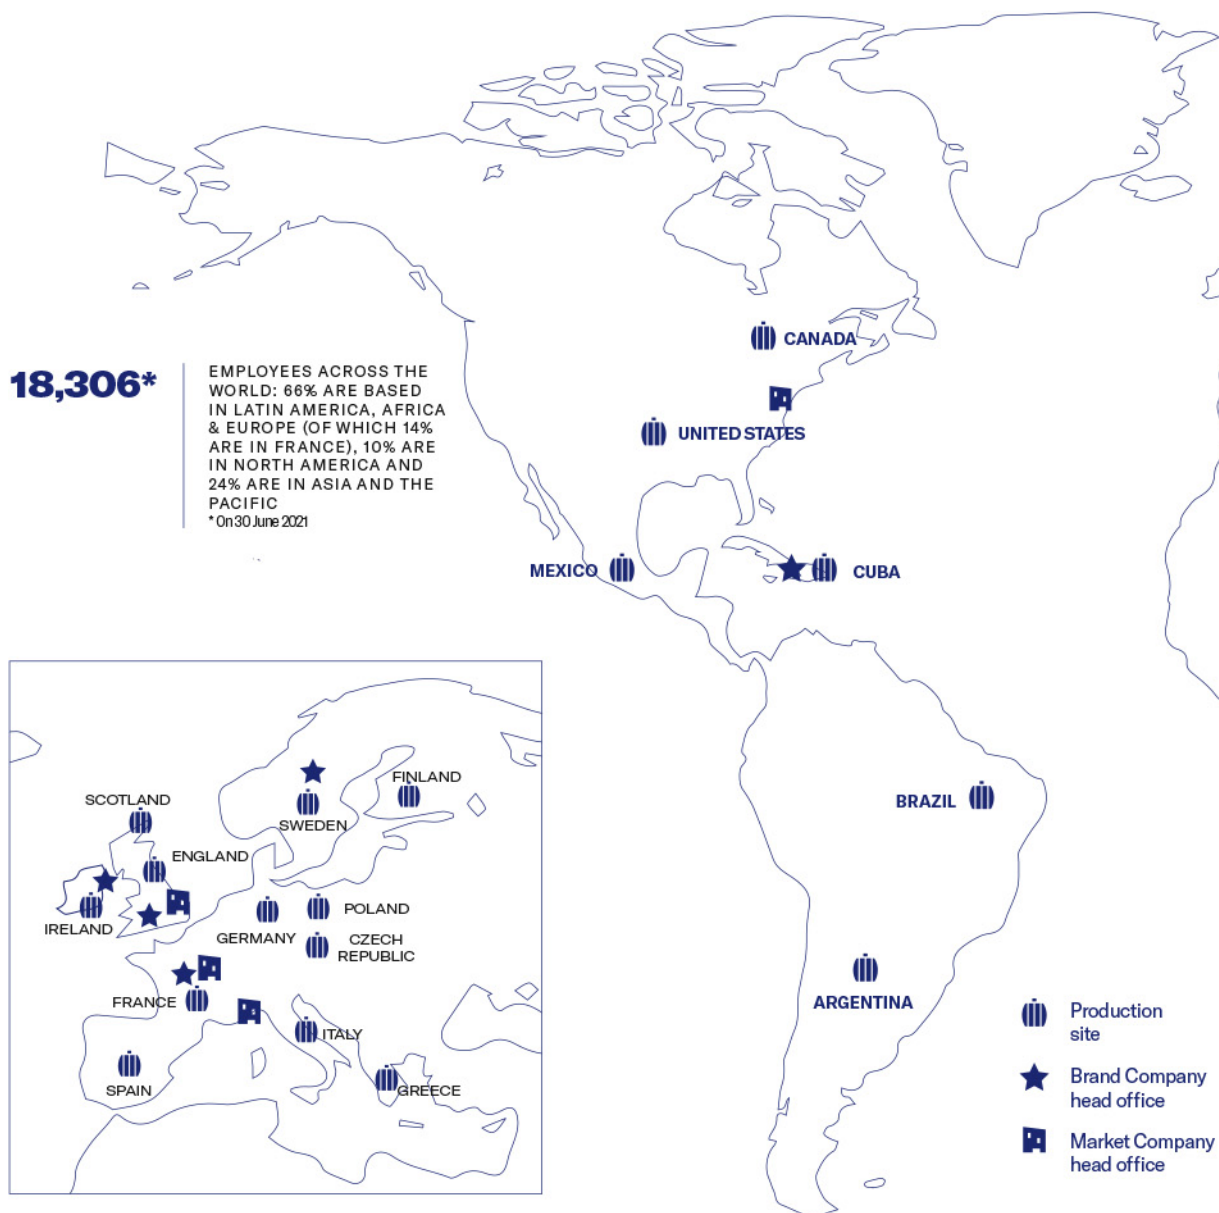 CANADA
18,306*
EMPLOYEES ACROSS THE
WORLD: 66% ARE BASED
IN LATIN AMERICA, AFRICA
& EUROPE (OF WHICH 14%
ARE IN FRANCE), 10% ARE
IN NORTH AMERICA AND
24% ARE IN ASIA AND THE
PACIFIC
* On 30 June 2021
UNITED STATES
MEXICO
CUBA
BRAZIL
ARGENTINA
SCOTLAND
FINLAND
SWEDEN
ENGLAND
IRELAND
GERMANY
POLAND
CZECH
REPUBLIC
FRANCE
ITALY
SPAIN
GREECE
Production
site
Brand Company
head office
Market Company
head office